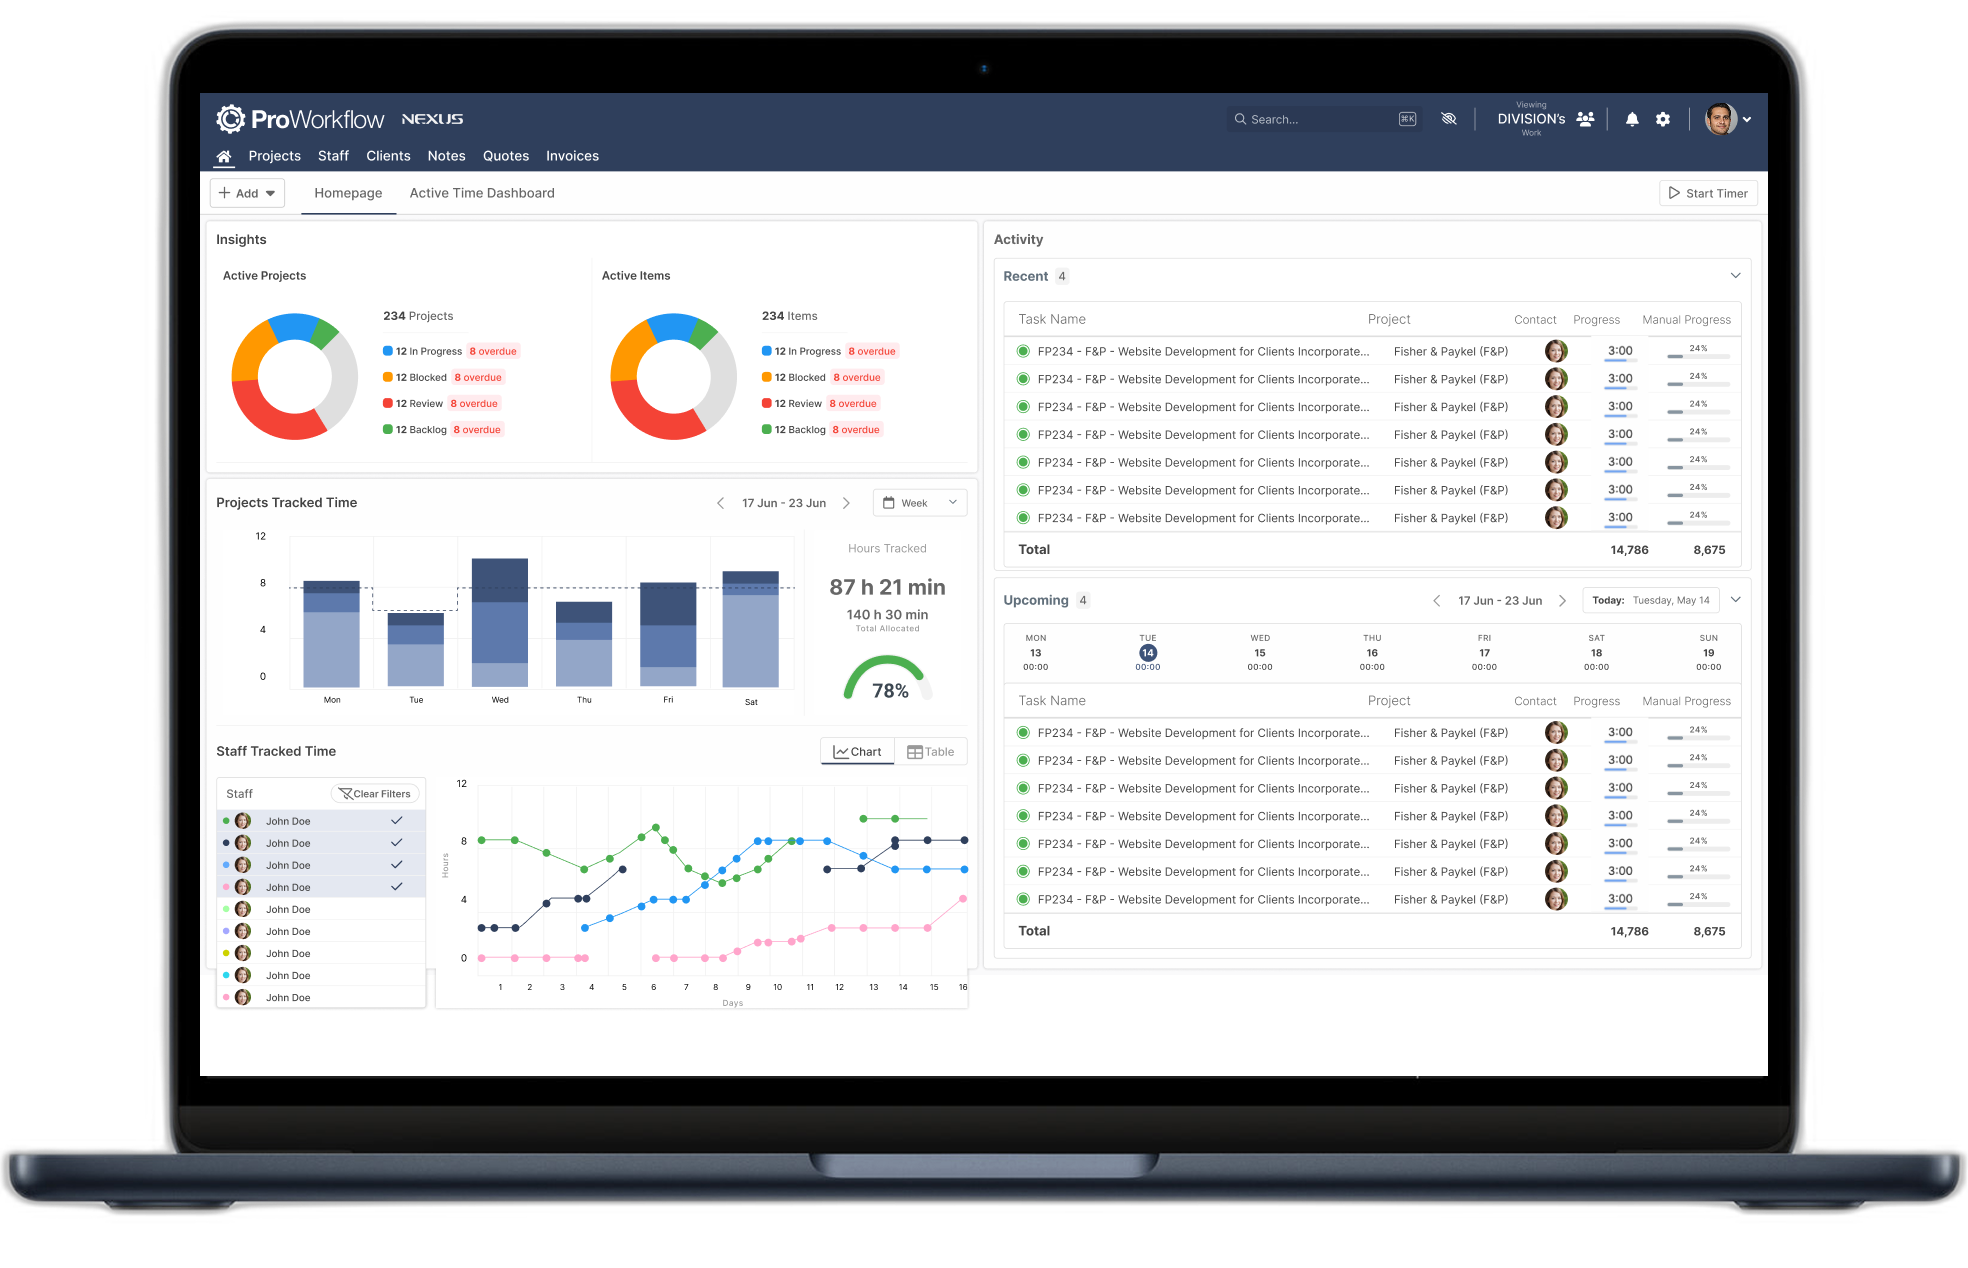 ProWorkflow NEXUS
Search... ⌘K
Viewing
DIVISION's
Work
Projects Staff Clients Notes Quotes Invoices
+ Add Homepage Active Time Dashboard Start Timer
Insights
Active Projects
234 Projects
12 In Progress 8 overdue
12 Blocked 8 overdue
12 Review 8 overdue
12 Backlog 8 overdue
Active Items
234 Items
12 In Progress 8 overdue
12 Blocked 8 overdue
12 Review 8 overdue
12 Backlog 8 overdue
Projects Tracked Time 17 Jun - 23 Jun Week
12
8
4
0
Mon Tue Wed Thu Fri Sat
Hours Tracked
87 h 21 min
140 h 30 min
Total Allocated
78%
Staff Tracked Time Chart Table
Staff Clear Filters
John Doe
John Doe
John Doe
John Doe
John Doe
John Doe
John Doe
John Doe
John Doe
12
8
4
0
Hours
1 2 3 4 5 6 7 8 9 10 11 12 13 14 15 16
Days
Activity
Recent 4
Task Name Project Contact Progress Manual Progress
FP234 - F&P - Website Development for Clients Incorporate... Fisher & Paykel (F&P) 3:00 24%
FP234 - F&P - Website Development for Clients Incorporate... Fisher & Paykel (F&P) 3:00 24%
FP234 - F&P - Website Development for Clients Incorporate... Fisher & Paykel (F&P) 3:00 24%
FP234 - F&P - Website Development for Clients Incorporate... Fisher & Paykel (F&P) 3:00 24%
FP234 - F&P - Website Development for Clients Incorporate... Fisher & Paykel (F&P) 3:00 24%
FP234 - F&P - Website Development for Clients Incorporate... Fisher & Paykel (F&P) 3:00 24%
FP234 - F&P - Website Development for Clients Incorporate... Fisher & Paykel (F&P) 3:00 24%
Total 14,786 8,675
Upcoming 4 17 Jun - 23 Jun Today: Tuesday, May 14
MON TUE WED THU FRI SAT SUN
13 14 15 16 17 18 19
00:00 00:00 00:00 00:00 00:00 00:00 00:00
Task Name Project Contact Progress Manual Progress
FP234 - F&P - Website Development for Clients Incorporate... Fisher & Paykel (F&P) 3:00 24%
FP234 - F&P - Website Development for Clients Incorporate... Fisher & Paykel (F&P) 3:00 24%
FP234 - F&P - Website Development for Clients Incorporate... Fisher & Paykel (F&P) 3:00 24%
FP234 - F&P - Website Development for Clients Incorporate... Fisher & Paykel (F&P) 3:00 24%
FP234 - F&P - Website Development for Clients Incorporate... Fisher & Paykel (F&P) 3:00 24%
FP234 - F&P - Website Development for Clients Incorporate... Fisher & Paykel (F&P) 3:00 24%
FP234 - F&P - Website Development for Clients Incorporate... Fisher & Paykel (F&P) 3:00 24%
Total 14,786 8,675